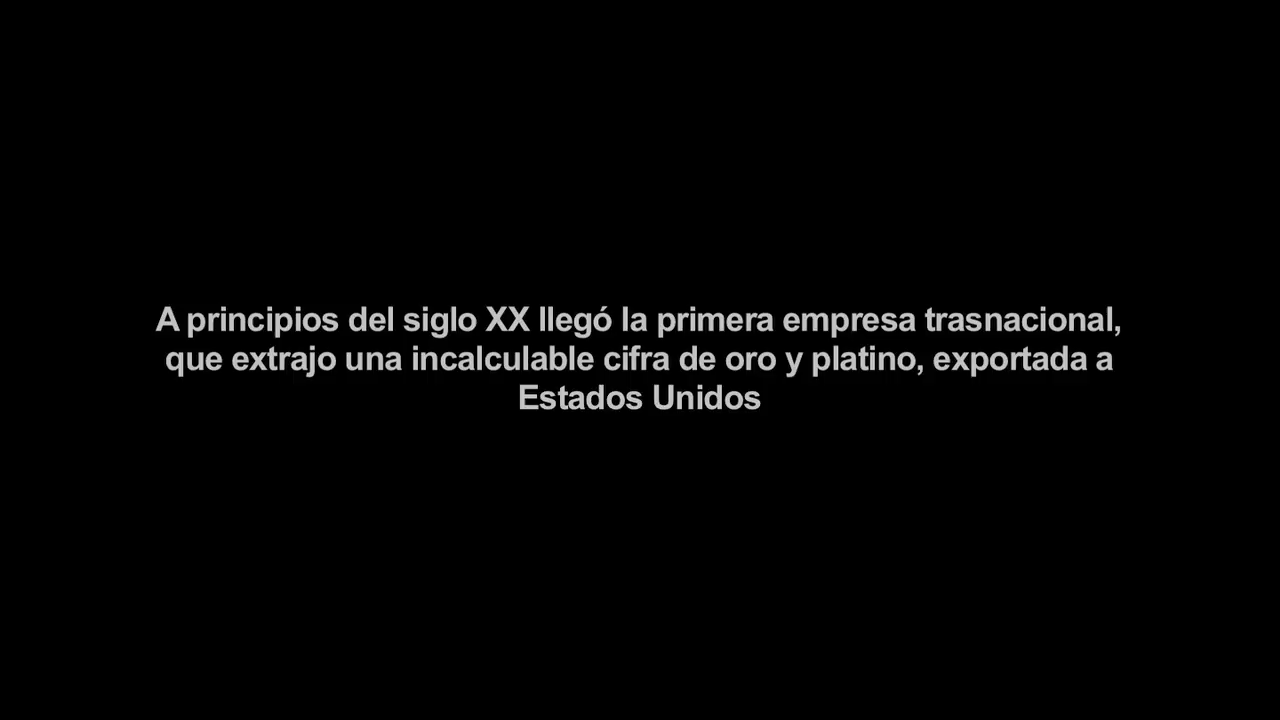 A principios del siglo XX llegó la primera empresa trasnacional,
que extrajo una incalculable cifra de oro y platino, exportada a
Estados Unidos